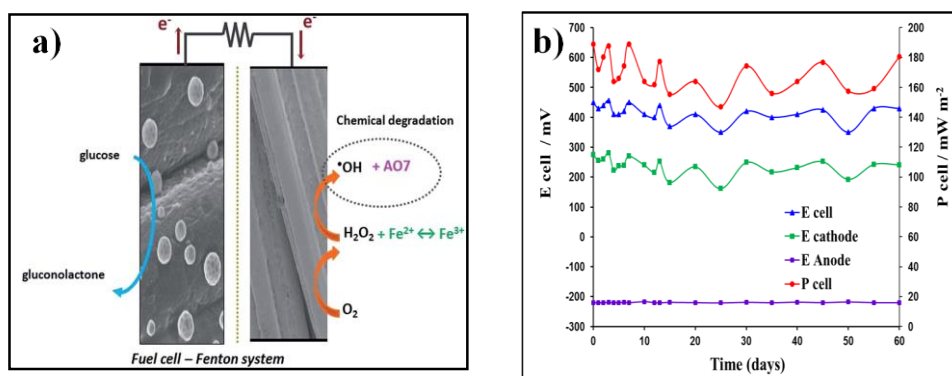 a)
e-
e-
Chemical degradation
glucose
•OH + AO7
H2O2 + Fe2+ ↔ Fe3+
gluconolactone
O2
Fuel cell – Fenton system
b)
700
600
500
400
300
200
100
0
-100
-200
-300
E cell / mV
200
180
160
140
120
100
80
60
40
20
0
P cell / mW m-2
E cell
E cathode
E Anode
P cell
0 10 20 30 40 50 60
Time (days)